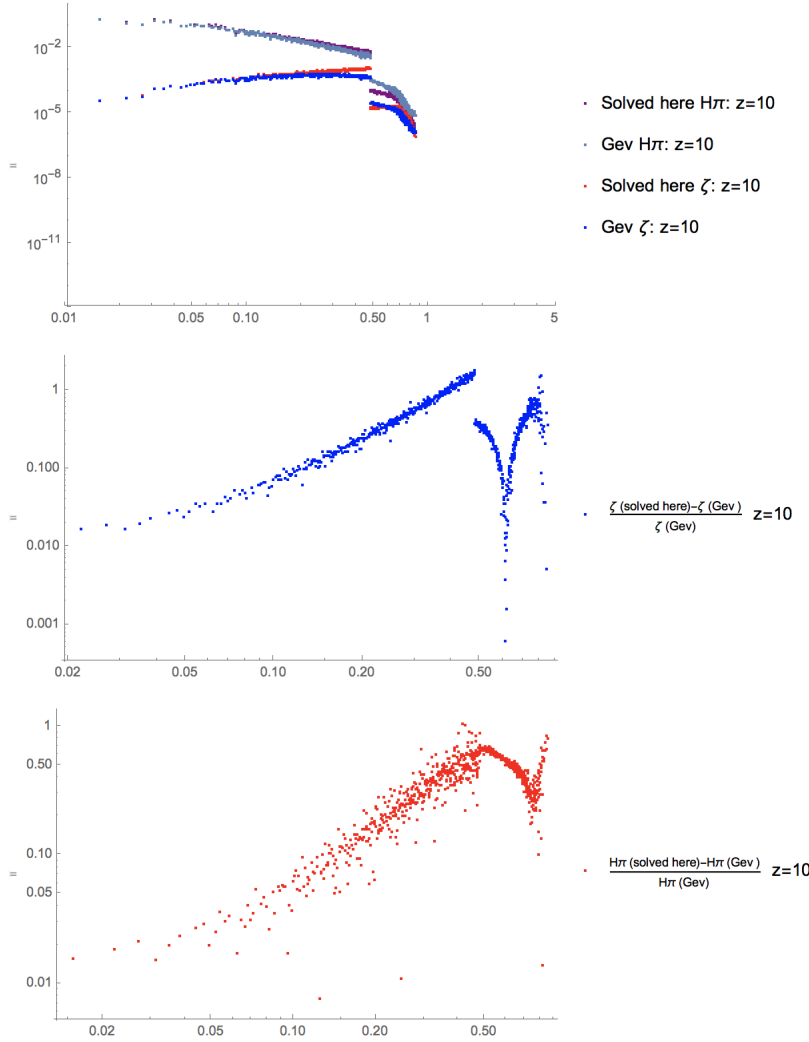 10^-2
10^-5
10^-8
10^-11
0.01 0.05 0.10 0.50 1 5
Solved here Hπ: z=10
Gev Hπ: z=10
Solved here ζ: z=10
Gev ζ: z=10
1
0.100
0.010
0.001
0.02 0.05 0.10 0.20 0.50
ζ (solved here)−ζ (Gev)
ζ (Gev)
z=10
1
0.50
0.10
0.05
0.01
0.02 0.05 0.10 0.20 0.50
Hπ (solved here)−Hπ (Gev)
Hπ (Gev)
z=10